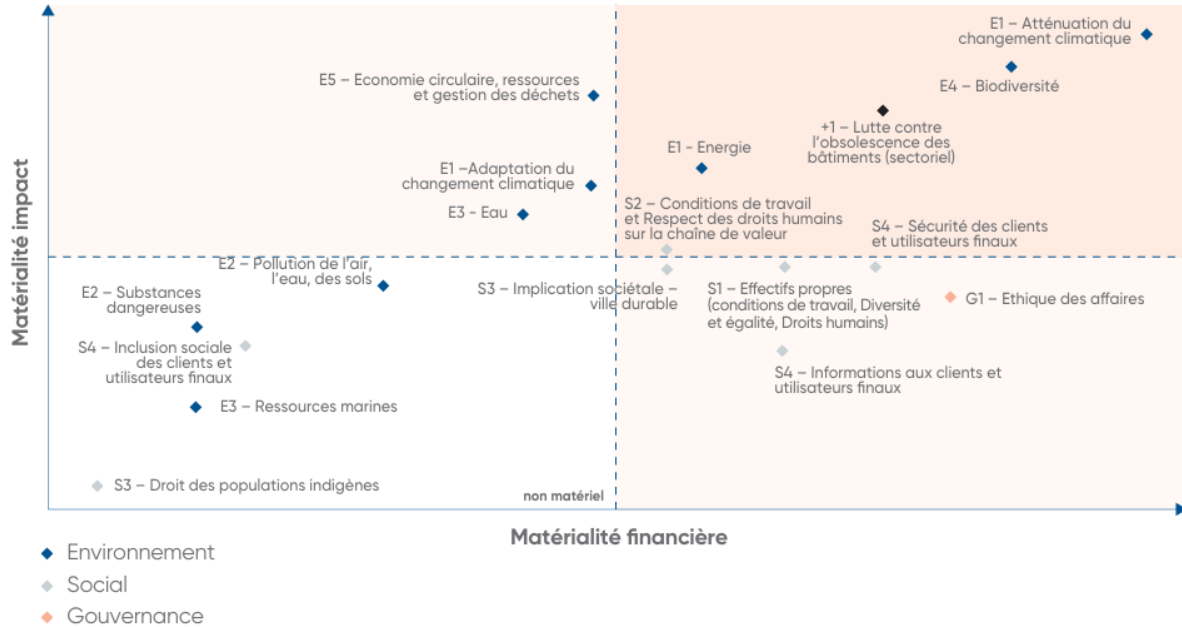 E1 – Atténuation du
changement climatique
E4 – Biodiversité
E5 – Economie circulaire, ressources
et gestion des déchets
+1 – Lutte contre
l'obsolescence des
bâtiments (sectoriel)
E1 - Energie
E1 –Adaptation du
changement climatique
E3 - Eau
S2 – Conditions de travail
et Respect des droits humains
sur la chaîne de valeur
S4 – Sécurité des clients
et utilisateurs finaux
Matéridlité impact
E2 – Pollution de l'air,
l'eau, des sols
E2 – Substances
dangereuses
S3 – Implication sociétale –
ville durable
S1 – Effectifs propres
(conditions de travail, Diversité
et égalité, Droits humains)
G1 – Ethique des affaires
S4 – Inclusion sociale
des clients et
utilisateurs finaux
S4 – Informations aux clients et
utilisateurs finaux
E3 – Ressources marines
S3 – Droit des populations indigènes
non matériel
Matérialité financière
Environnement
Social
Gouvernance